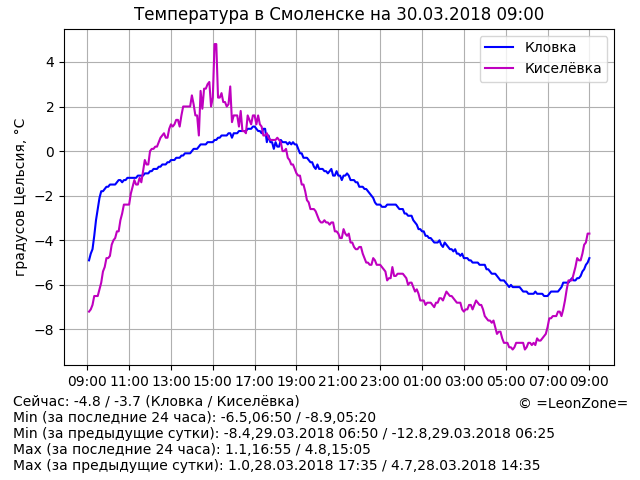 Температура в Смоленске на 30.03.2018 09:00
Кловка
Киселёвка
градусов Цельсия, °C
4
2
0
−2
−4
−6
−8
09:00 11:00 13:00 15:00 17:00 19:00 21:00 23:00 01:00 03:00 05:00 07:00 09:00
Сейчас: -4.8 / -3.7 (Кловка / Киселёвка)
© =LeonZone=
Min (за последние 24 часа): -6.5,06:50 / -8.9,05:20
Min (за предыдущие сутки): -8.4,29.03.2018 06:50 / -12.8,29.03.2018 06:25
Max (за последние 24 часа): 1.1,16:55 / 4.8,15:05
Max (за предыдущие сутки): 1.0,28.03.2018 17:35 / 4.7,28.03.2018 14:35